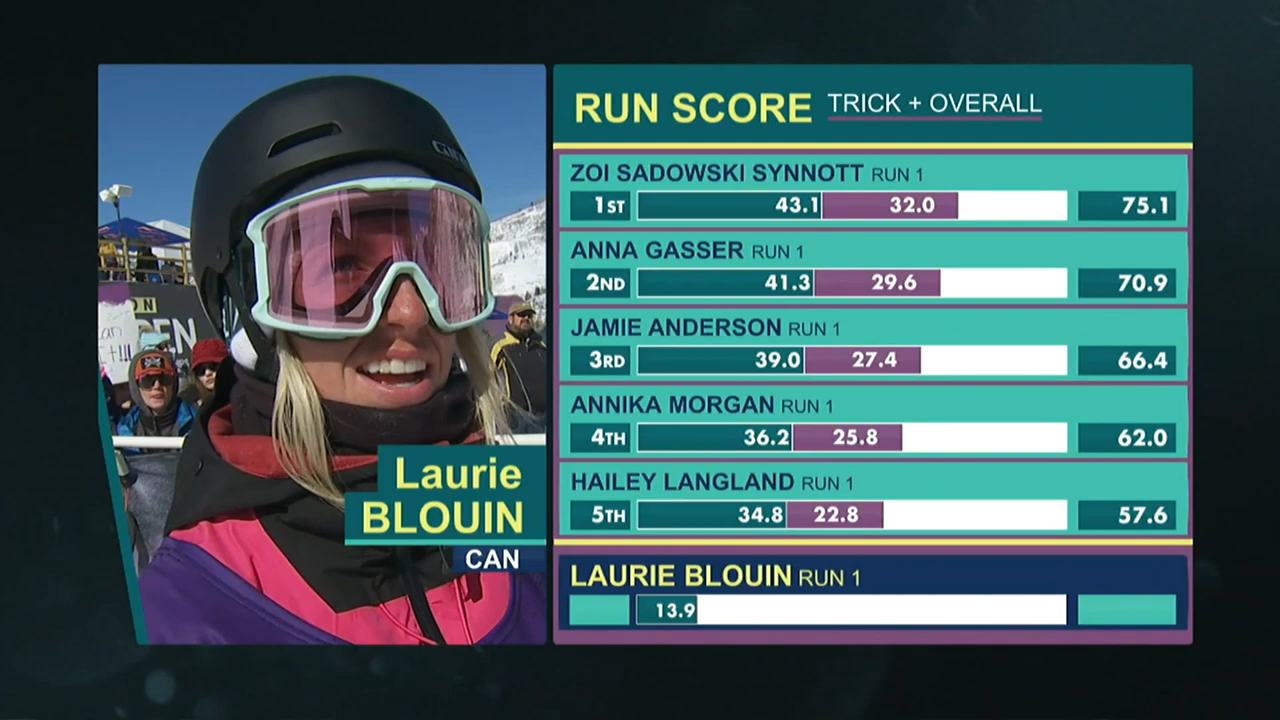 RUN SCORE TRICK + OVERALL
ZOI SADOWSKI SYNNOTT RUN 1
1ST 43.1 32.0 75.1
ANNA GASSER RUN 1
2ND 41.3 29.6 70.9
JAMIE ANDERSON RUN 1
3RD 39.0 27.4 66.4
ANNIKA MORGAN RUN 1
4TH 36.2 25.8 62.0
HAILEY LANGLAND RUN 1
5TH 34.8 22.8 57.6
LAURIE BLOUIN RUN 1
13.9
Laurie
BLOUIN
CAN